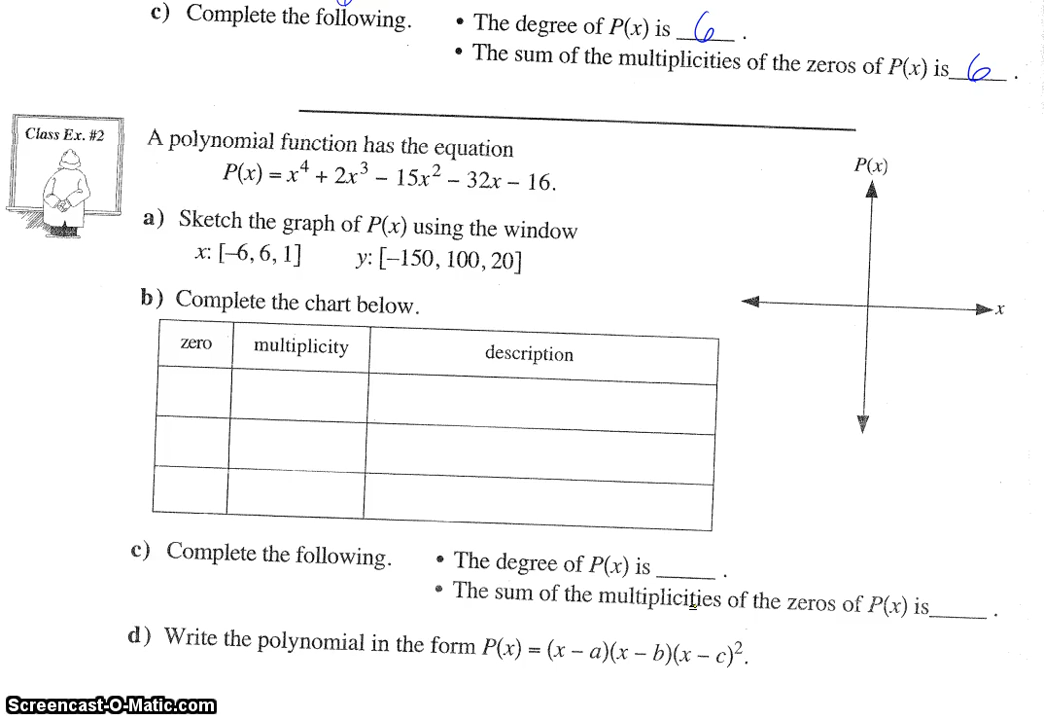 c) Complete the following. • The degree of P(x) is 6 .
• The sum of the multiplicities of the zeros of P(x) is 6 .
Class Ex. #2
A polynomial function has the equation
P(x) = x⁴ + 2x³ – 15x² – 32x – 16.
P(x)
a) Sketch the graph of P(x) using the window
x: [–6, 6, 1] y: [–150, 100, 20]
b) Complete the chart below.
x
zero multiplicity description
c) Complete the following. • The degree of P(x) is _____ .
• The sum of the multiplicities of the zeros of P(x) is_____ .
d) Write the polynomial in the form P(x) = (x – a)(x – b)(x – c)².
Screencast-O-Matic.com